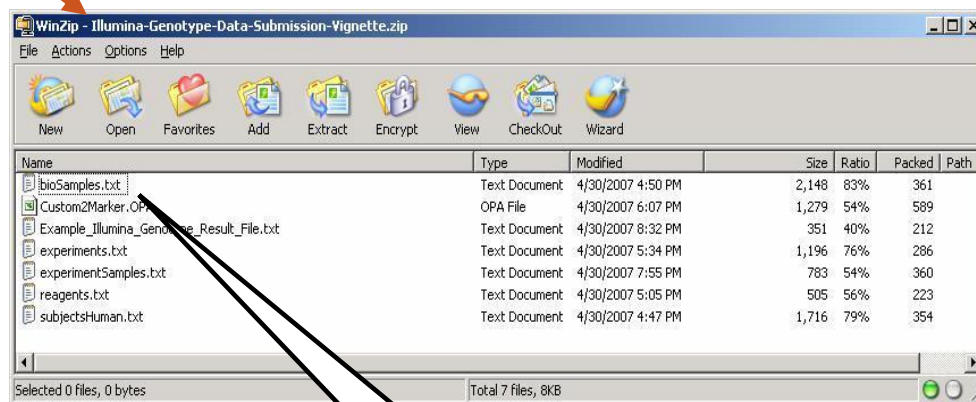 WinZip - Illumina-Genotype-Data-Submission-Vignette.zip
File Actions Options Help
New Open Favorites Add Extract Encrypt View CheckOut Wizard
Name Type Modified Size Ratio Packed Path
bioSamples.txt Text Document 4/30/2007 4:50 PM 2,148 83% 361
Custom2Marker.OPA OPA File 4/30/2007 6:07 PM 1,279 54% 589
Example_Illumina_Genotype_Result_File.txt Text Document 4/30/2007 8:32 PM 351 40% 212
experiments.txt Text Document 4/30/2007 5:34 PM 1,196 76% 286
experimentSamples.txt Text Document 4/30/2007 7:55 PM 783 54% 360
reagents.txt Text Document 4/30/2007 5:05 PM 505 56% 223
subjectsHuman.txt Text Document 4/30/2007 4:47 PM 1,716 79% 354
Selected 0 files, 0 bytes Total 7 files, 8KB